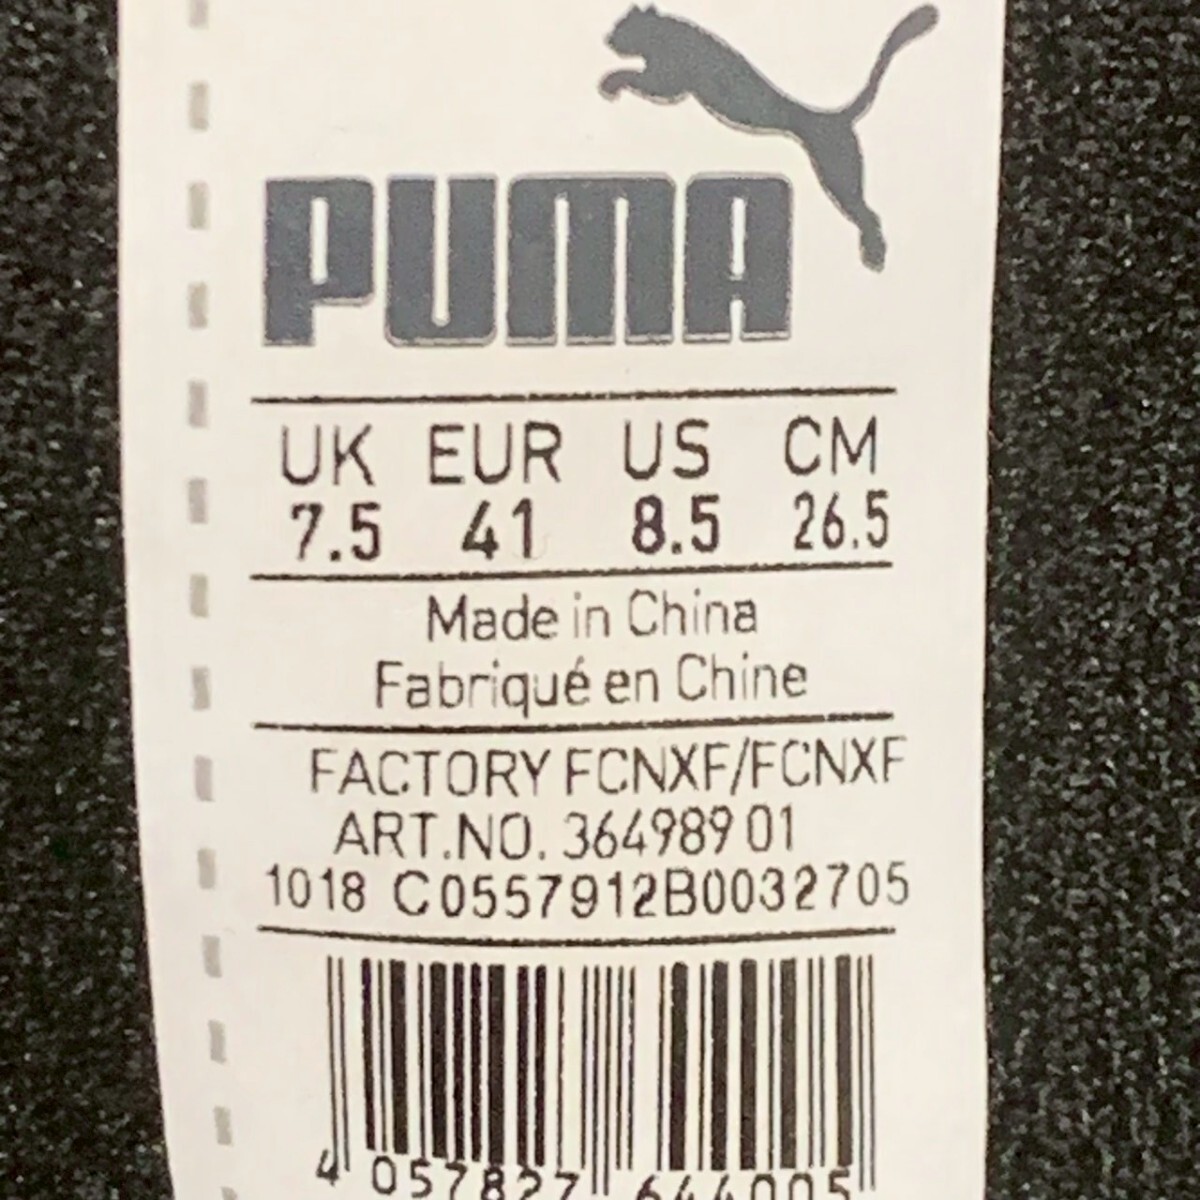 PUMA
UK EUR US CM
7.5 41 8.5 26.5
Made in China
Fabriqué en Chine
FACTORY FCNXF/FCNXF
ART.NO. 364989 01
1018 C0557912B0032705
4 057827 644005